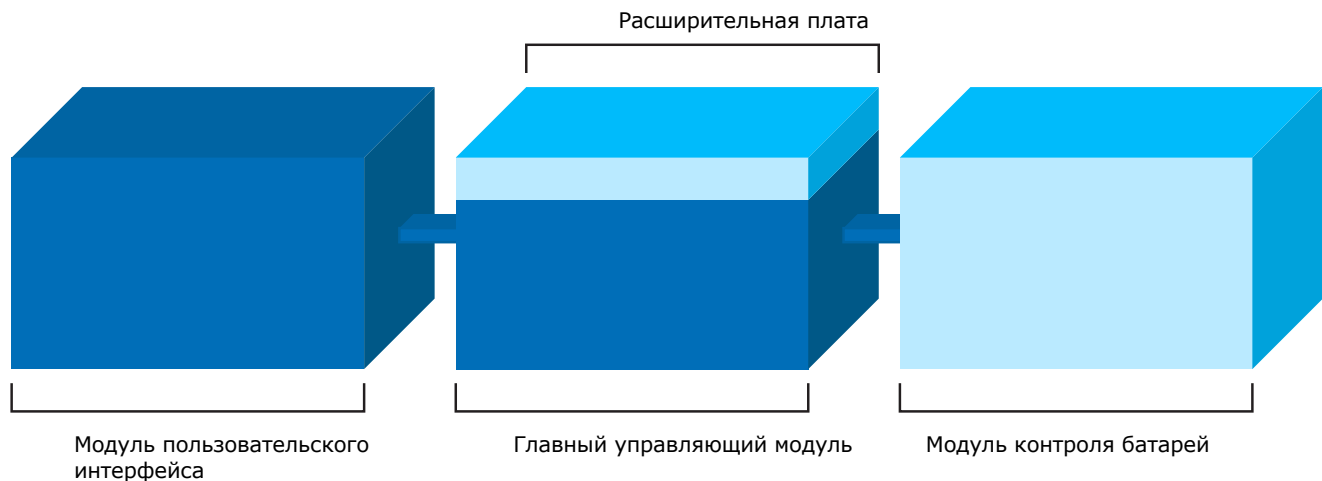 Расширительная плата
Модуль пользовательского
интерфейса
Главный управляющий модуль
Модуль контроля батарей